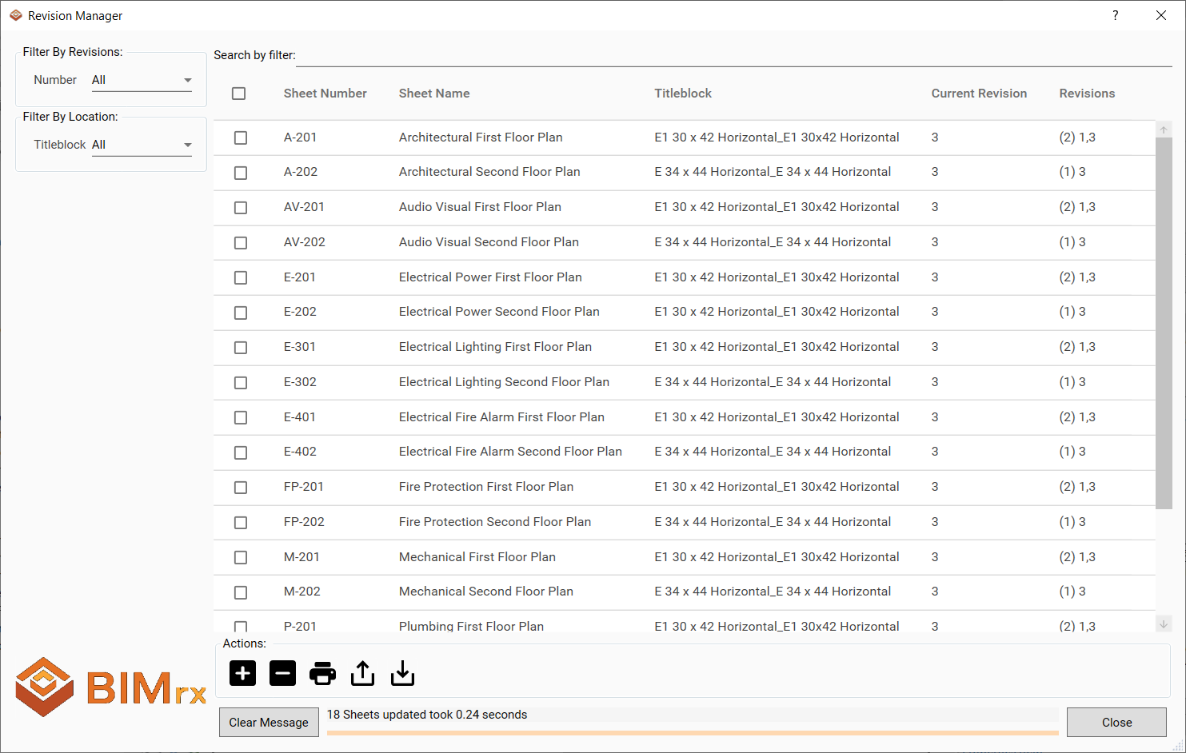 Revision Manager
?
Filter By Revisions:
Number All
Filter By Location:
Titleblock All
Search by filter:
Sheet Number Sheet Name Titleblock Current Revision Revisions
A-201 Architectural First Floor Plan E1 30 x 42 Horizontal_E1 30x42 Horizontal 3 (2) 1,3
A-202 Architectural Second Floor Plan E 34 x 44 Horizontal_E 34 x 44 Horizontal 3 (1) 3
AV-201 Audio Visual First Floor Plan E1 30 x 42 Horizontal_E1 30x42 Horizontal 3 (2) 1,3
AV-202 Audio Visual Second Floor Plan E 34 x 44 Horizontal_E 34 x 44 Horizontal 3 (1) 3
E-201 Electrical Power First Floor Plan E1 30 x 42 Horizontal_E1 30x42 Horizontal 3 (2) 1,3
E-202 Electrical Power Second Floor Plan E1 30 x 42 Horizontal_E1 30x42 Horizontal 3 (1) 3
E-301 Electrical Lighting First Floor Plan E1 30 x 42 Horizontal_E1 30x42 Horizontal 3 (2) 1,3
E-302 Electrical Lighting Second Floor Plan E 34 x 44 Horizontal_E 34 x 44 Horizontal 3 (1) 3
E-401 Electrical Fire Alarm First Floor Plan E1 30 x 42 Horizontal_E1 30x42 Horizontal 3 (2) 1,3
E-402 Electrical Fire Alarm Second Floor Plan E 34 x 44 Horizontal_E 34 x 44 Horizontal 3 (1) 3
FP-201 Fire Protection First Floor Plan E1 30 x 42 Horizontal_E1 30x42 Horizontal 3 (2) 1,3
FP-202 Fire Protection Second Floor Plan E 34 x 44 Horizontal_E 34 x 44 Horizontal 3 (1) 3
M-201 Mechanical First Floor Plan E1 30 x 42 Horizontal_E1 30x42 Horizontal 3 (2) 1,3
M-202 Mechanical Second Floor Plan E 34 x 44 Horizontal_E 34 x 44 Horizontal 3 (1) 3
P-201 Plumbing First Floor Plan E1 30 x 42 Horizontal_E1 30x42 Horizontal 3 (2) 1,3
Actions:
BIMrx
Clear Message
18 Sheets updated took 0.24 seconds
Close